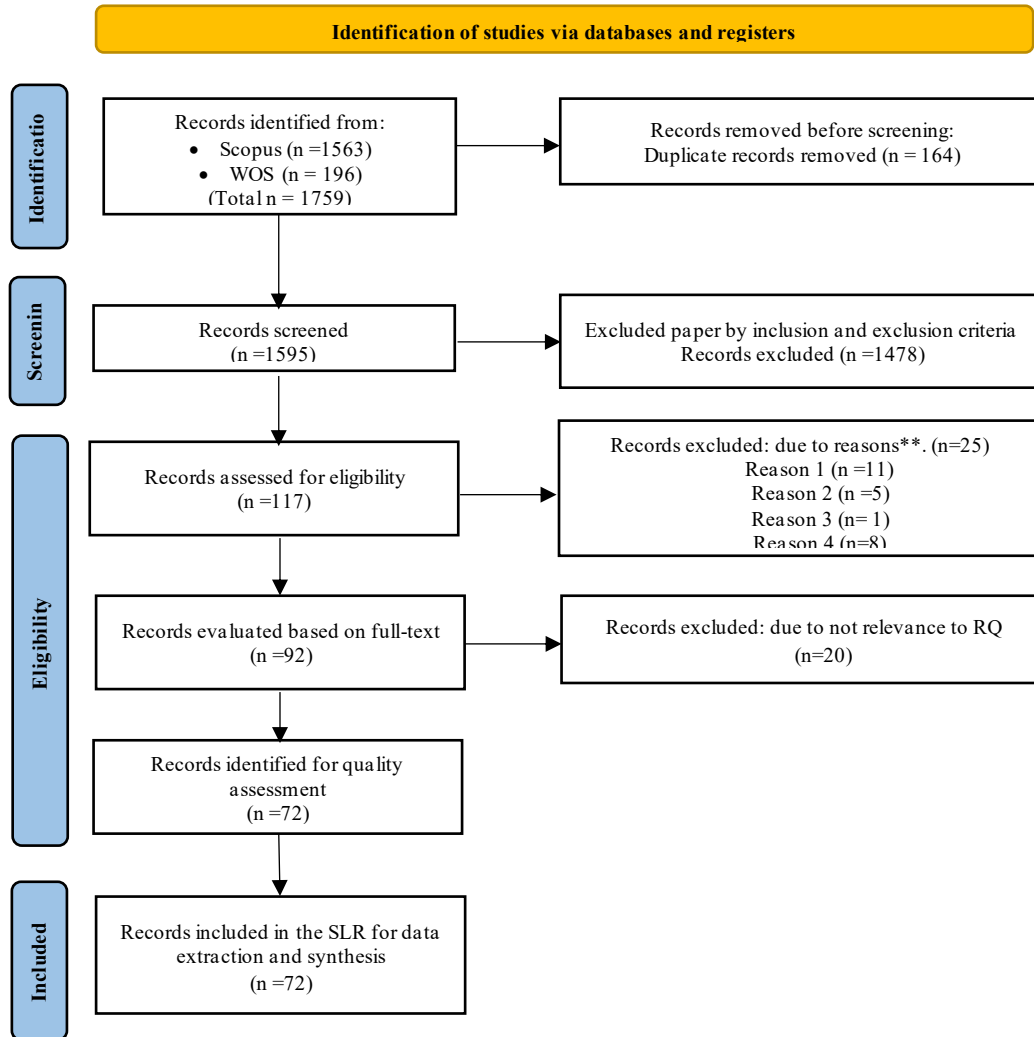 Identification of studies via databases and registers
Identificatio
Records identified from:
• Scopus (n =1563)
• WOS (n = 196)
(Total n = 1759)
Records removed before screening:
Duplicate records removed (n = 164)
Screenin
Records screened
(n =1595)
Excluded paper by inclusion and exclusion criteria
Records excluded (n =1478)
Eligibility
Records assessed for eligibility
(n =117)
Records excluded: due to reasons**. (n=25)
Reason 1 (n =11)
Reason 2 (n =5)
Reason 3 (n= 1)
Reason 4 (n=8)
Records evaluated based on full-text
(n =92)
Records excluded: due to not relevance to RQ
(n=20)
Records identified for quality
assessment
(n =72)
Included
Records included in the SLR for data
extraction and synthesis
(n =72)